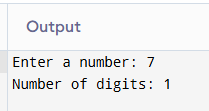 Output
Enter a number: 7
Number of digits: 1